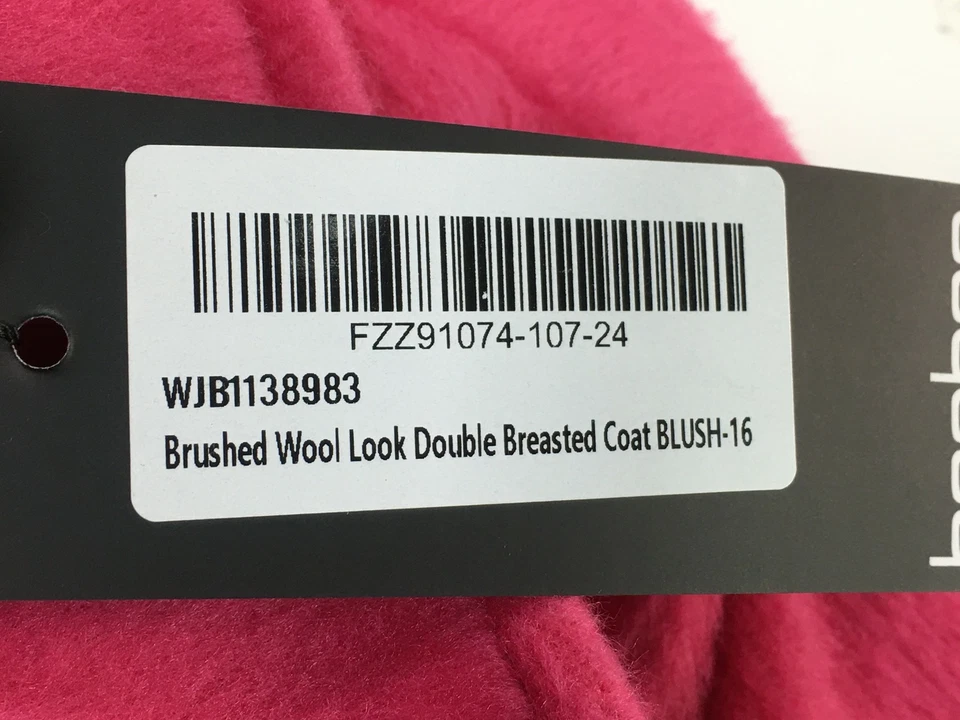 FZZ91074-107-24
WJB1138983
Brushed Wool Look Double Breasted Coat BLUSH-16